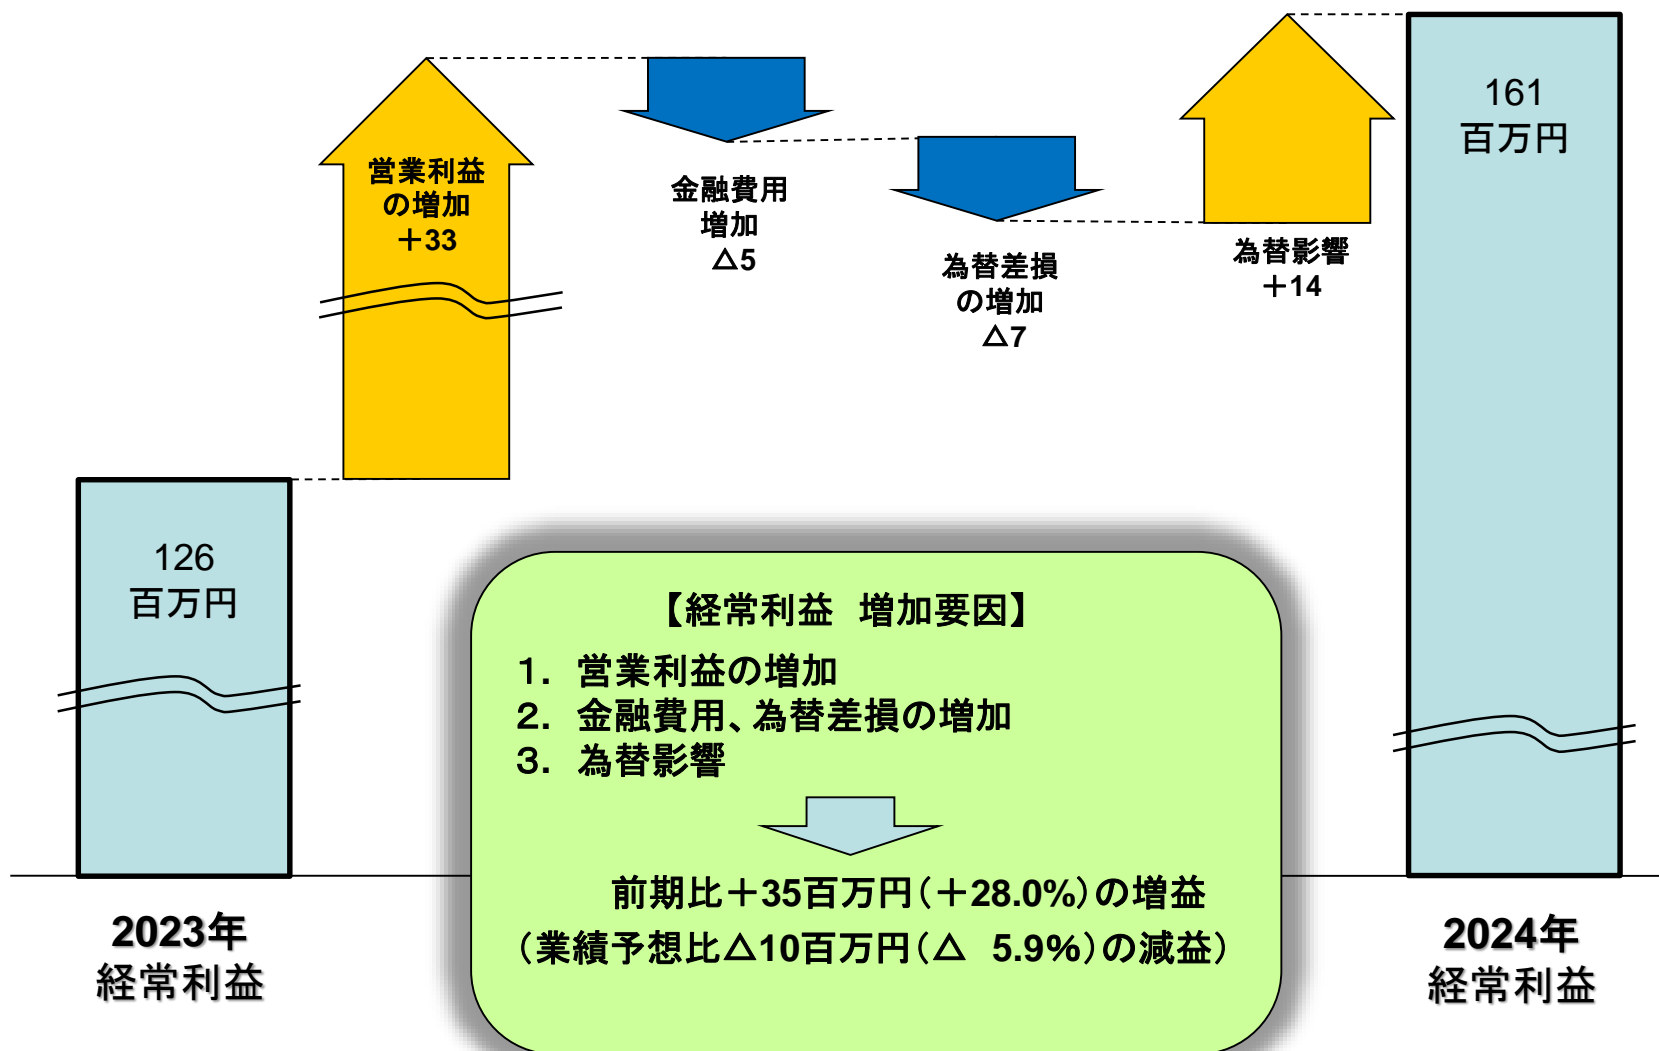 営業利益
の増加
＋33
金融費用
増加
△5
為替差損
の増加
△7
為替影響
＋14
161
百万円
126
百万円
【経常利益　増加要因】
1. 営業利益の増加
2. 金融費用、為替差損の増加
3. 為替影響
前期比＋35百万円（＋28.0%）の増益
（業績予想比△10百万円（△　5.9%）の減益）
2023年
経常利益
2024年
経常利益